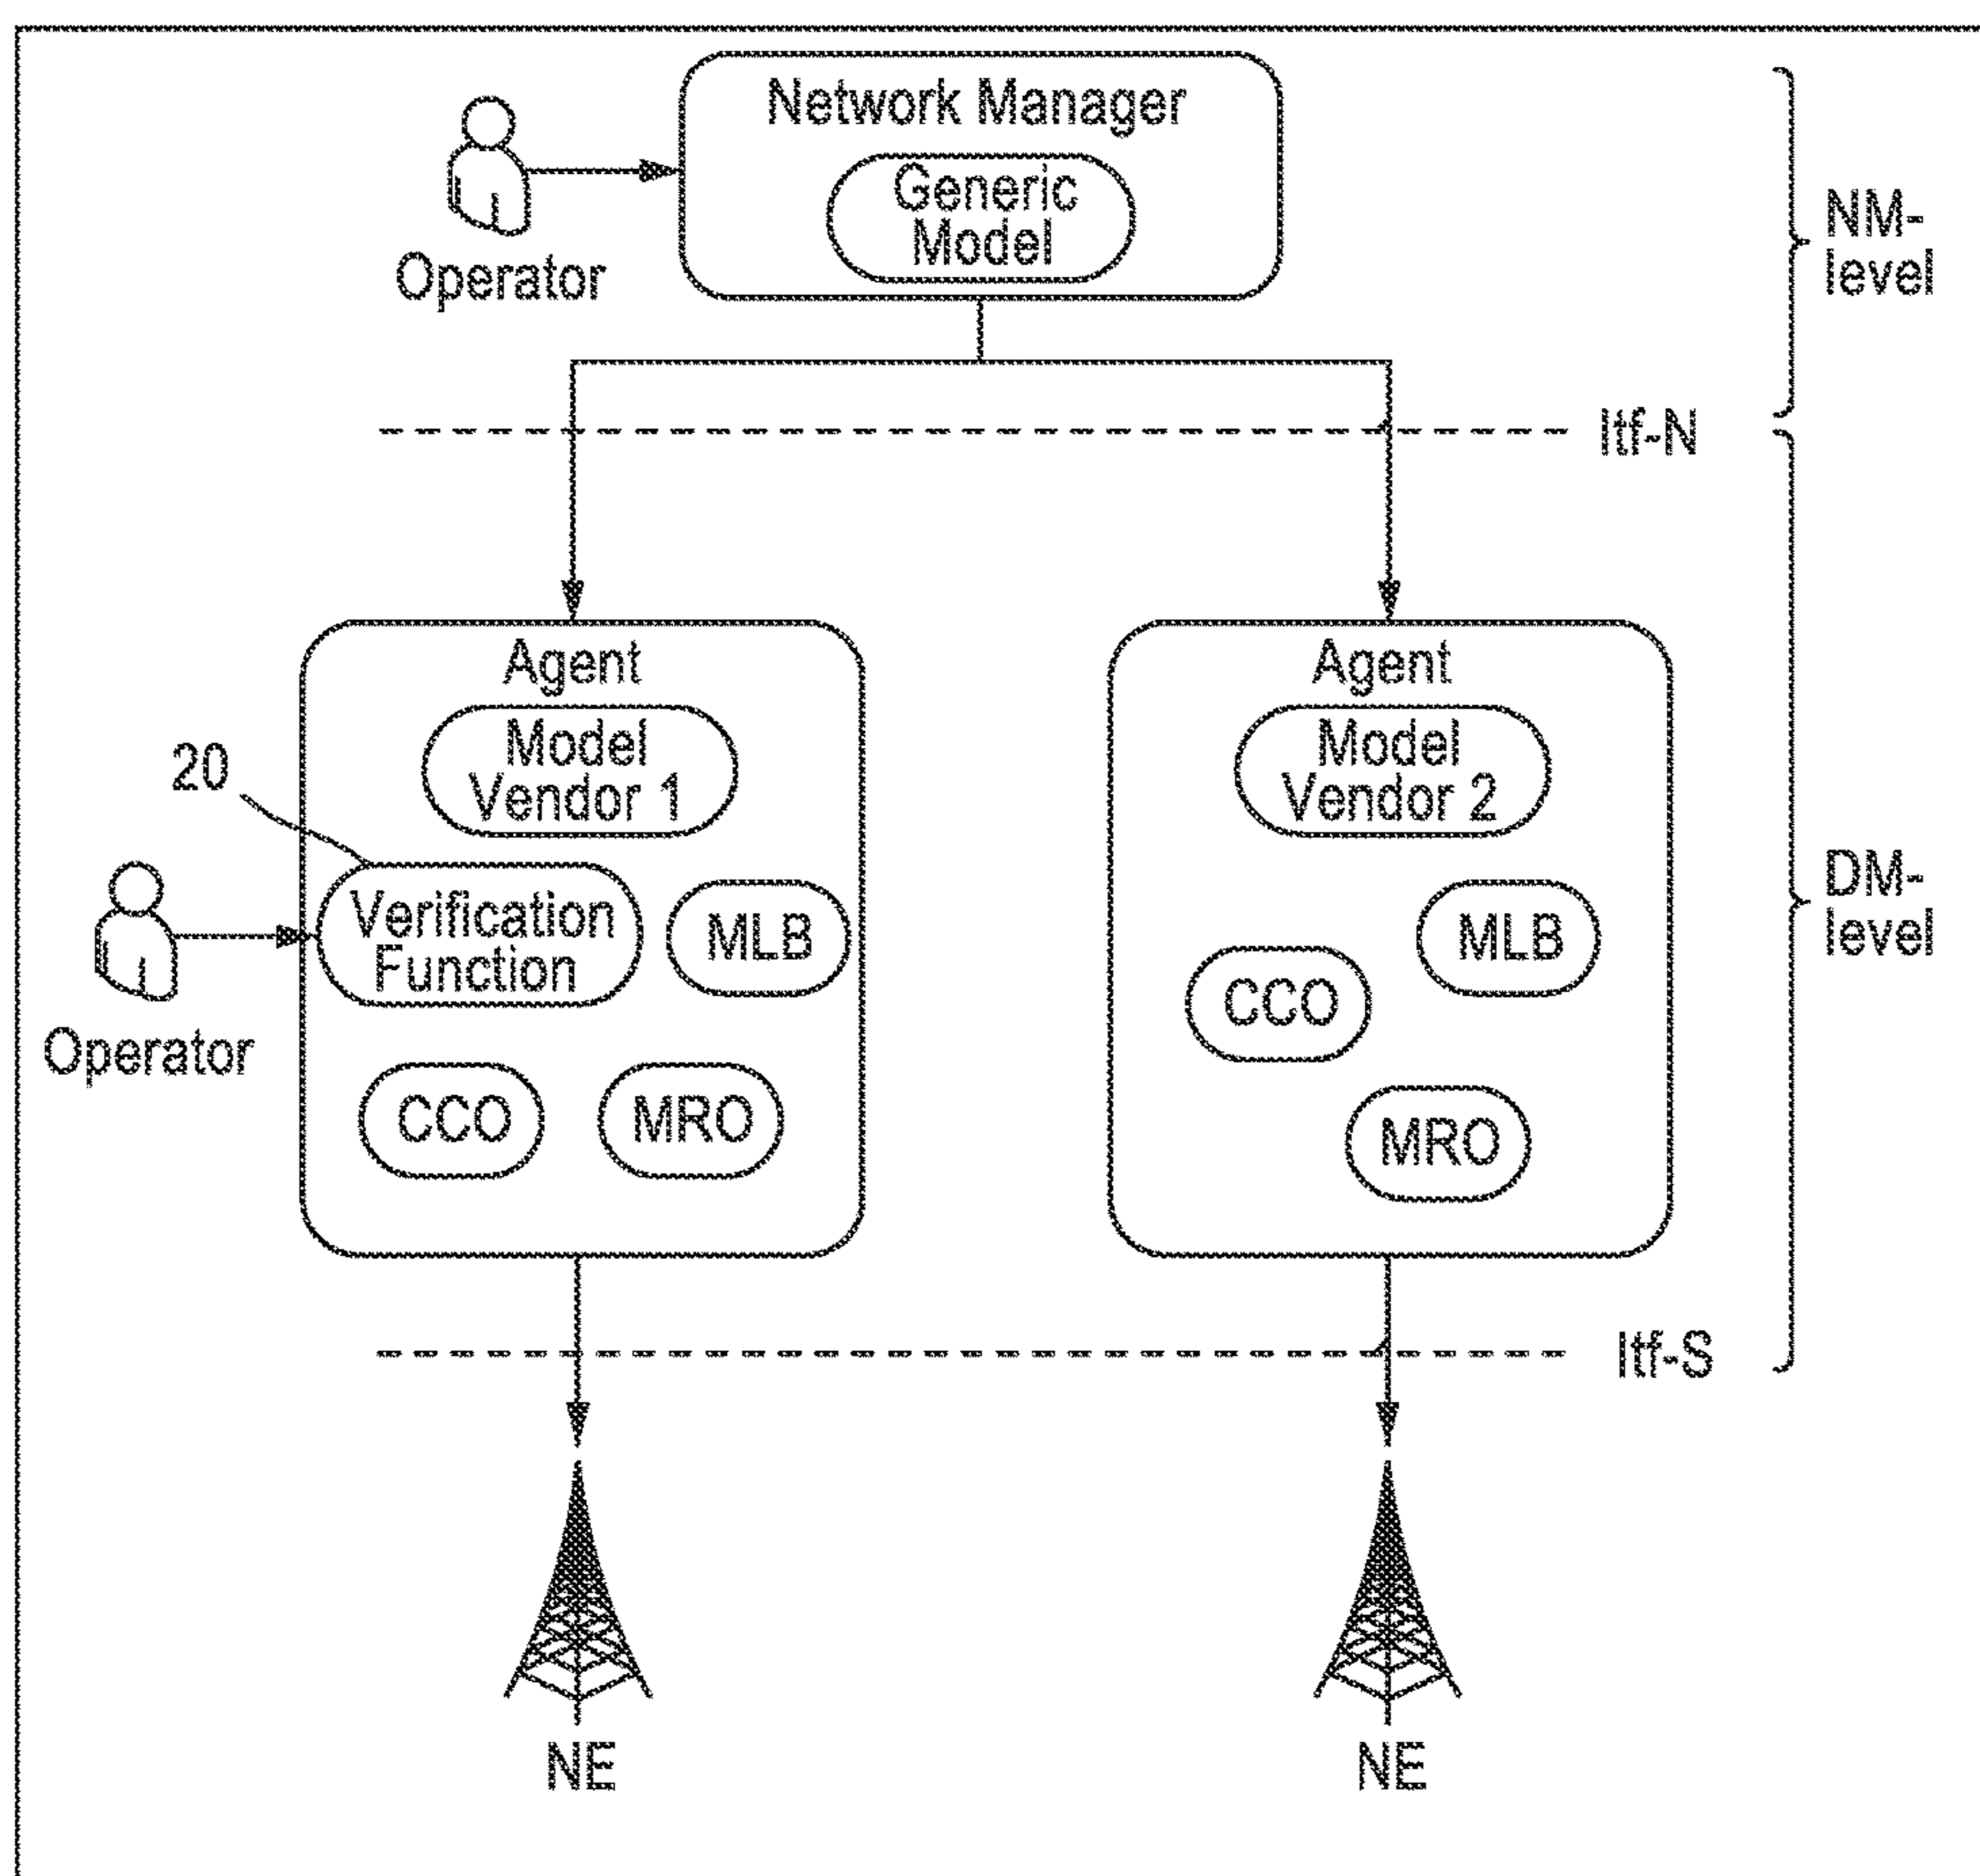 Network Manager
Generic
Model
Operator
NM-
level
Itf-N
Agent
Model
Vendor 1
20
Verification
Function
MLB
Operator
CCO
MRO
Agent
Model
Vendor 2
MLB
CCO
MRO
DM-
level
Itf-S
NE
NE